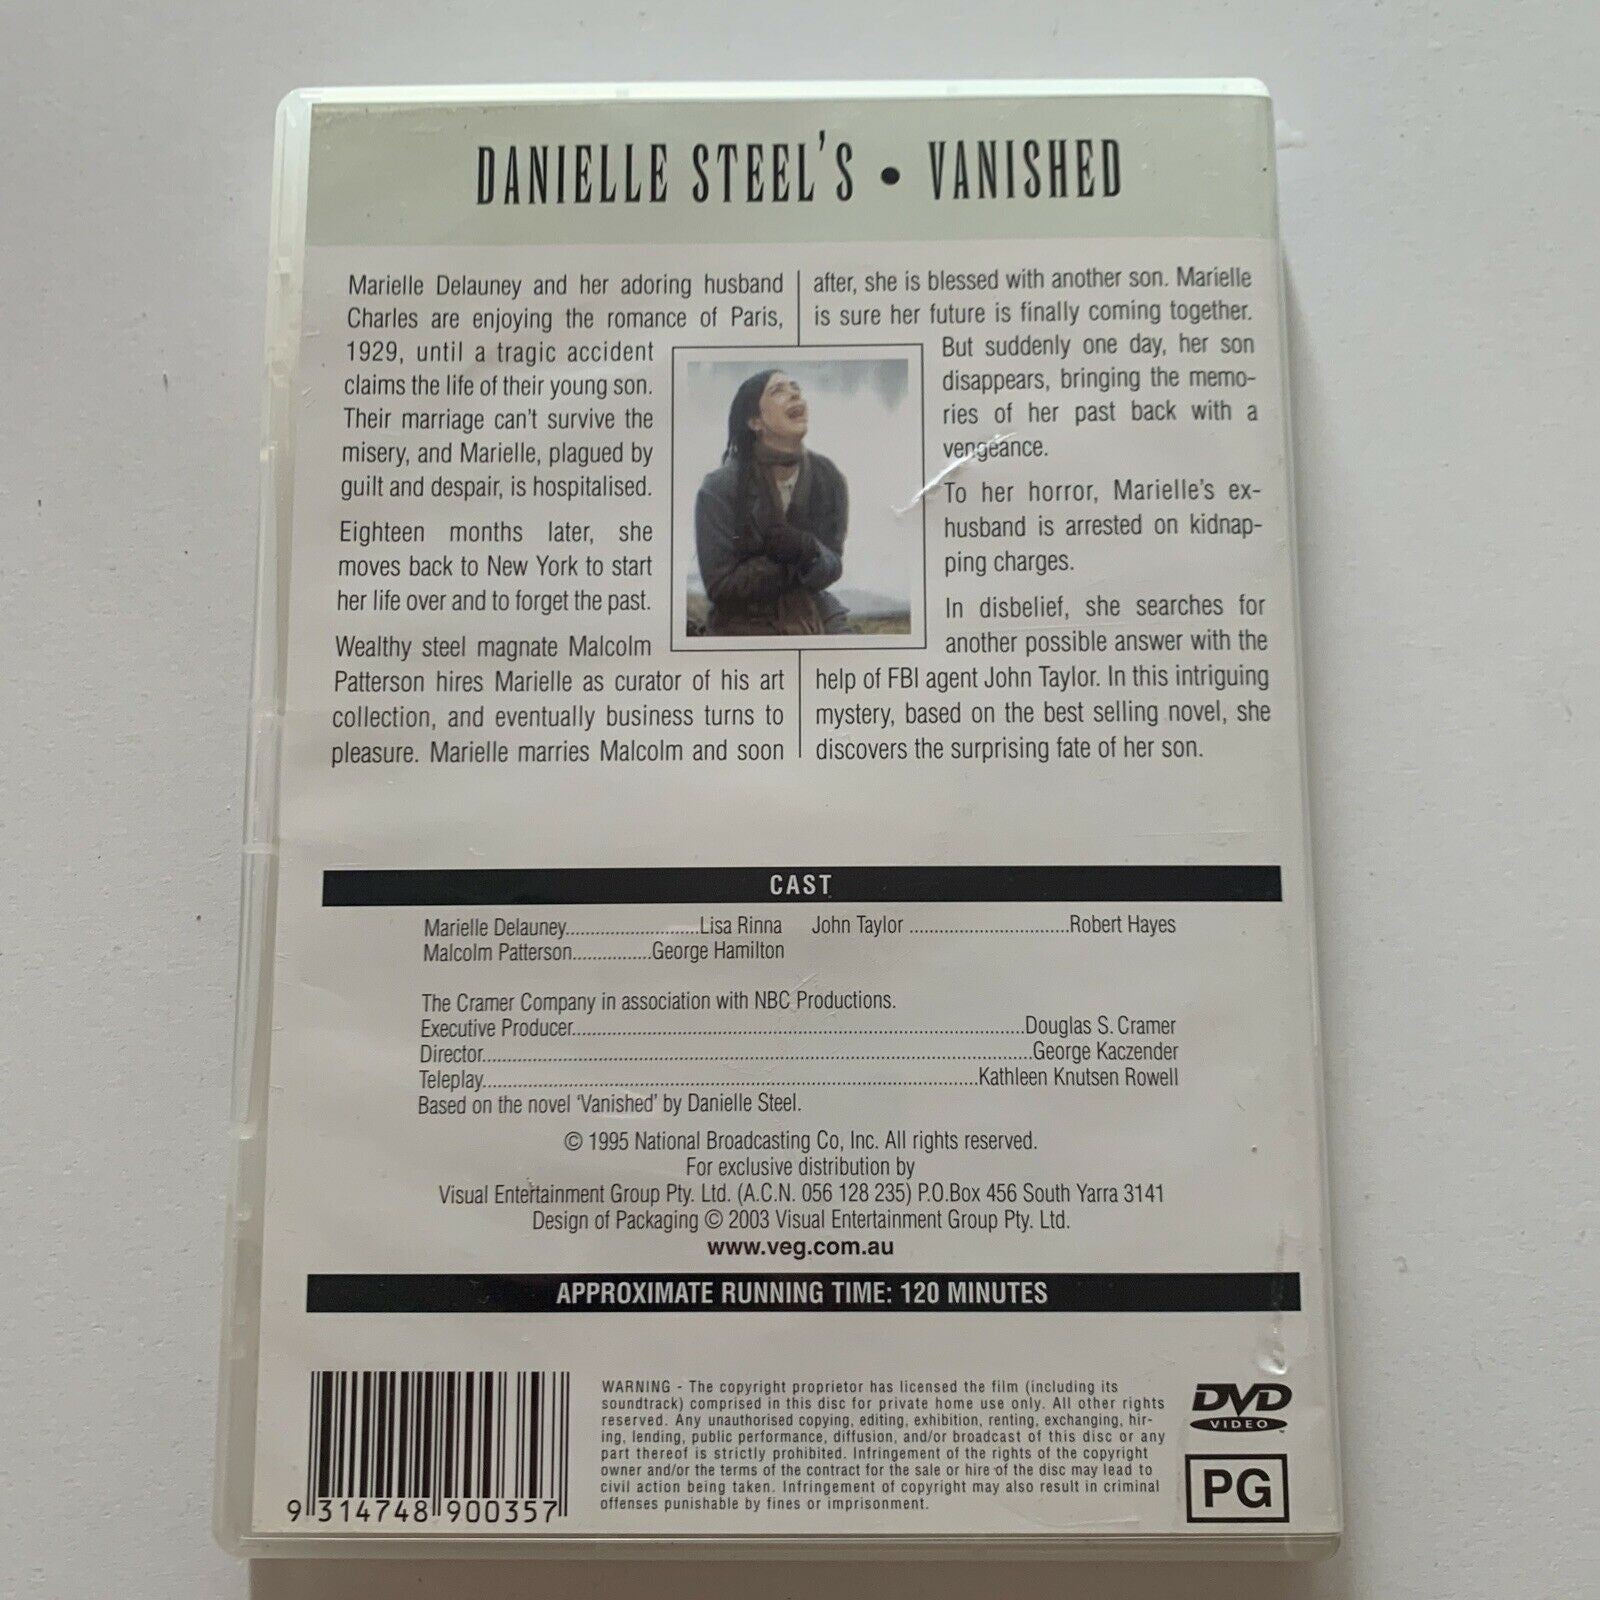 DANIELLE STEEL'S • VANISHED
Marielle Delauney and her adoring husband
Charles are enjoying the romance of Paris,
1929, until a tragic accident
claims the life of their young son.
Their marriage can't survive the
misery, and Marielle, plagued by
guilt and despair, is hospitalised.
Eighteen months later, she
moves back to New York to start
her life over and to forget the past.
Wealthy steel magnate Malcolm
Patterson hires Marielle as curator of his art
collection, and eventually business turns to
pleasure. Marielle marries Malcolm and soon
after, she is blessed with another son. Marielle
is sure her future is finally coming together.
But suddenly one day, her son
disappears, bringing the memo-
ries of her past back with a
vengeance.
To her horror, Marielle's ex-
husband is arrested on kidnap-
ping charges.
In disbelief, she searches for
another possible answer with the
help of FBI agent John Taylor. In this intriguing
mystery, based on the best selling novel, she
discovers the surprising fate of her son.
CAST
Marielle Delauney..........................Lisa Rinna John Taylor ...............................Robert Hayes
Malcolm Patterson................George Hamilton
The Cramer Company in association with NBC Productions.
Executive Producer.......................................................................................Douglas S. Cramer
Director..........................................................................................................George Kaczender
Teleplay...............................................................................................Kathleen Knutsen Rowell
Based on the novel 'Vanished' by Danielle Steel.
© 1995 National Broadcasting Co, Inc. All rights reserved.
For exclusive distribution by
Visual Entertainment Group Pty. Ltd. (A.C.N. 056 128 235) P.O.Box 456 South Yarra 3141
Design of Packaging © 2003 Visual Entertainment Group Pty. Ltd.
www.veg.com.au
APPROXIMATE RUNNING TIME: 120 MINUTES
9 314748 900357
WARNING - The copyright proprietor has licensed the film (including its
soundtrack) comprised in this disc for private home use only. All other rights
reserved. Any unauthorised copying, editing, exhibition, renting, exchanging, hir-
ing, lending, public performance, diffusion, and/or broadcast of this disc or any
part thereof is strictly prohibited. Infringement of the rights of the copyright
owner and/or the terms of the contract for the sale or hire of the disc may lead to
civil action being taken. Infringement of copyright may also result in criminal
offenses punishable by fines or imprisonment.
DVD
VIDEO
PG